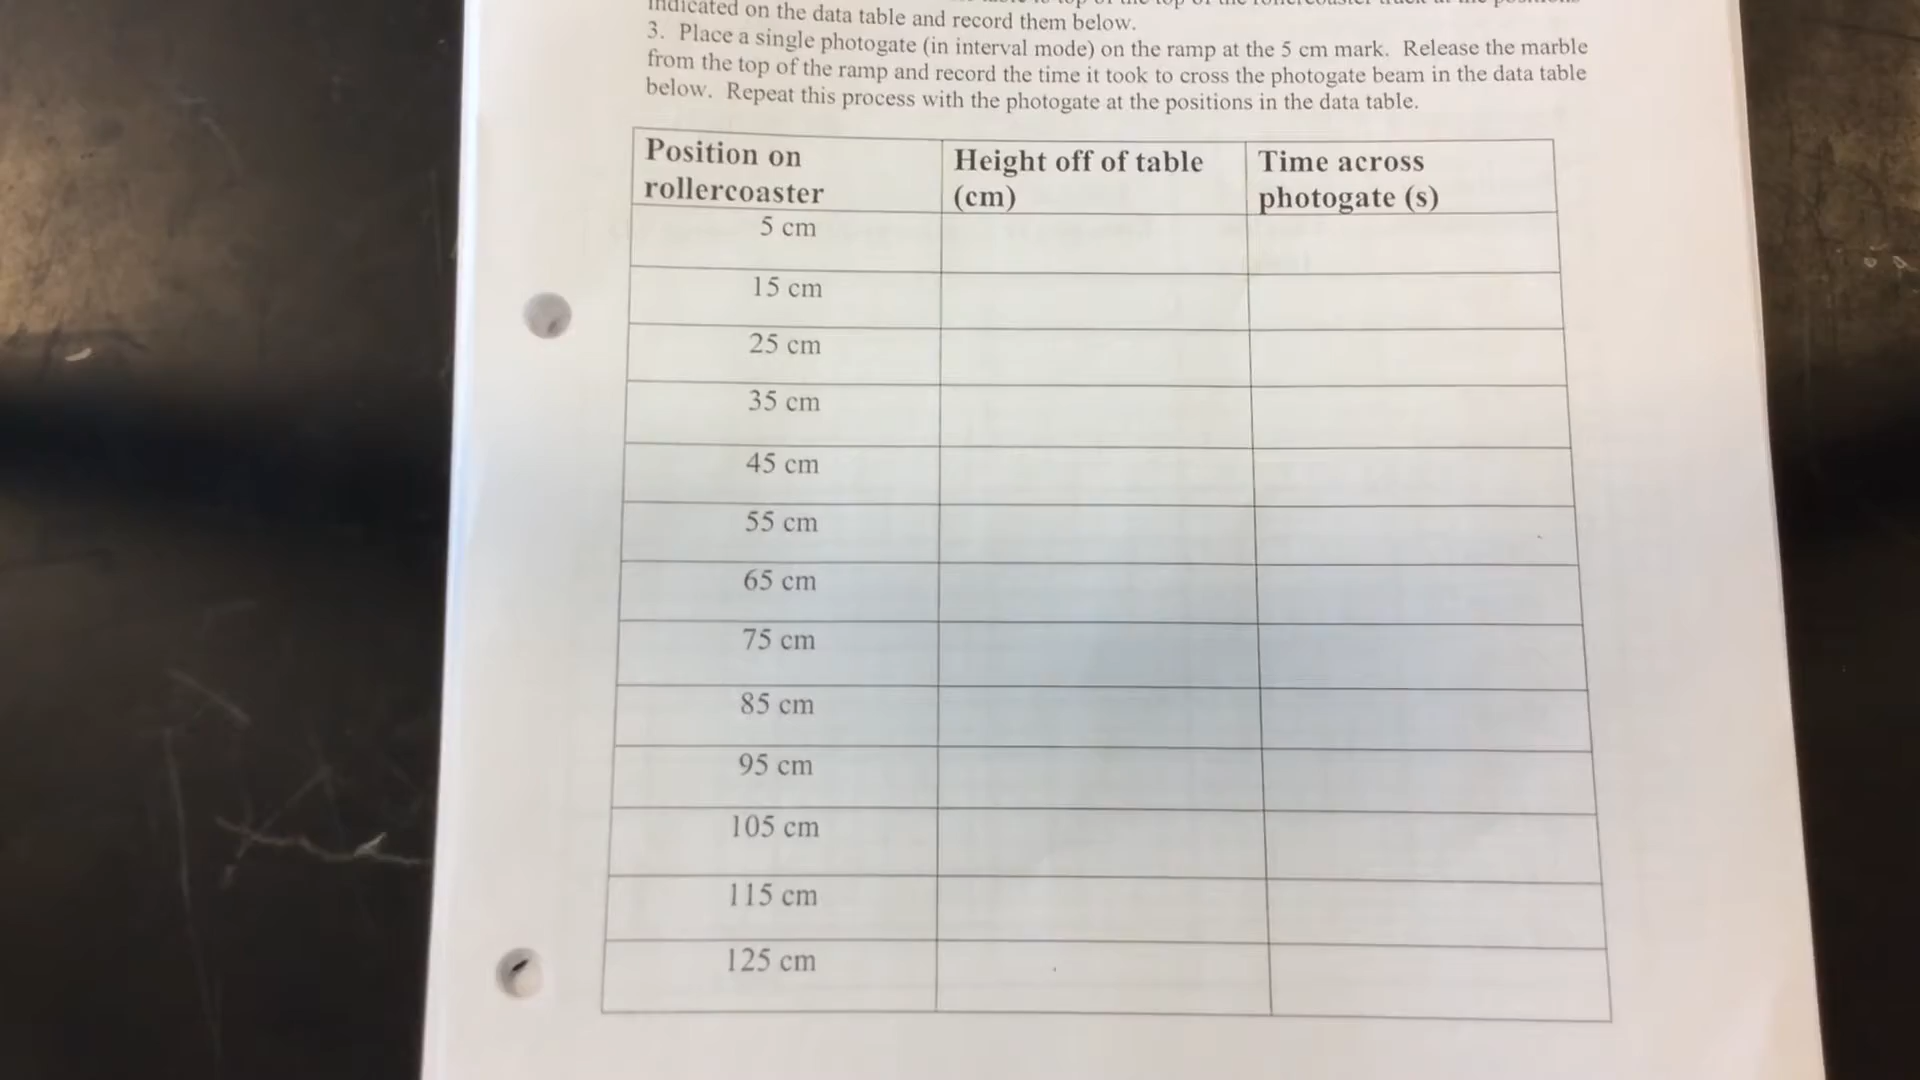 indicated on the data table and record them below.
3. Place a single photogate (in interval mode) on the ramp at the 5 cm mark. Release the marble
from the top of the ramp and record the time it took to cross the photogate beam in the data table
below. Repeat this process with the photogate at the positions in the data table.
Position on rollercoaster
Height off of table (cm)
Time across photogate (s)
5 cm
15 cm
25 cm
35 cm
45 cm
55 cm
65 cm
75 cm
85 cm
95 cm
105 cm
115 cm
125 cm